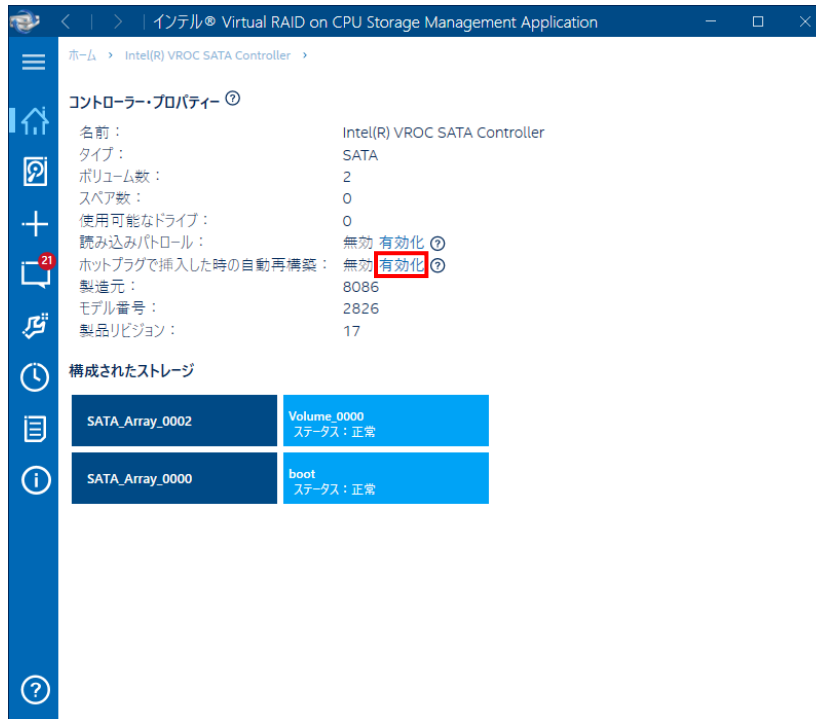 インテル® Virtual RAID on CPU Storage Management Application
ホーム › Intel(R) VROC SATA Controller ›
コントローラー・プロパティー ?
名前： Intel(R) VROC SATA Controller
タイプ： SATA
ボリューム数： 2
スペア数： 0
使用可能なドライブ： 0
読み込みパトロール： 無効 有効化 ?
ホットプラグで挿入した時の自動再構築： 無効 有効化 ?
製造元： 8086
モデル番号： 2826
製品リビジョン： 17
21
構成されたストレージ
SATA_Array_0002
Volume_0000
ステータス：正常
SATA_Array_0000
boot
ステータス：正常
?